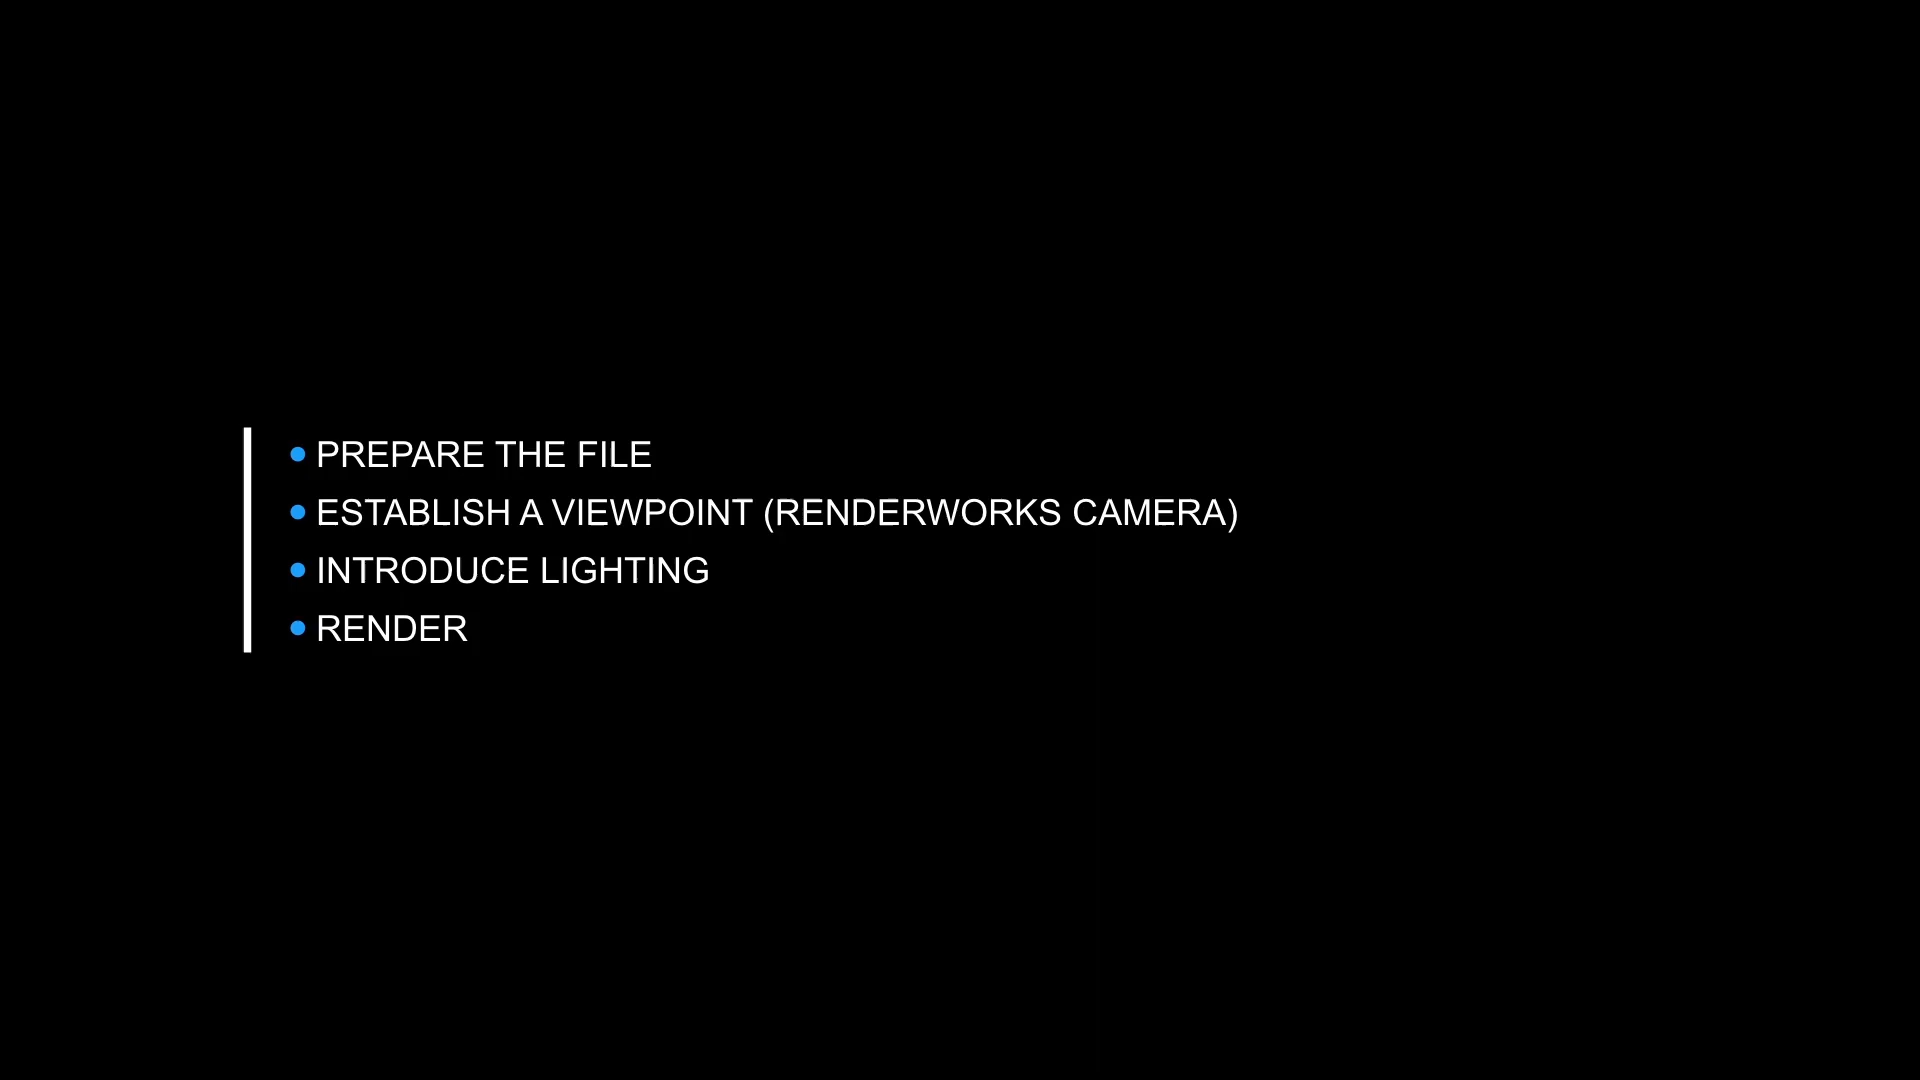 • PREPARE THE FILE
• ESTABLISH A VIEWPOINT (RENDERWORKS CAMERA)
• INTRODUCE LIGHTING
• RENDER